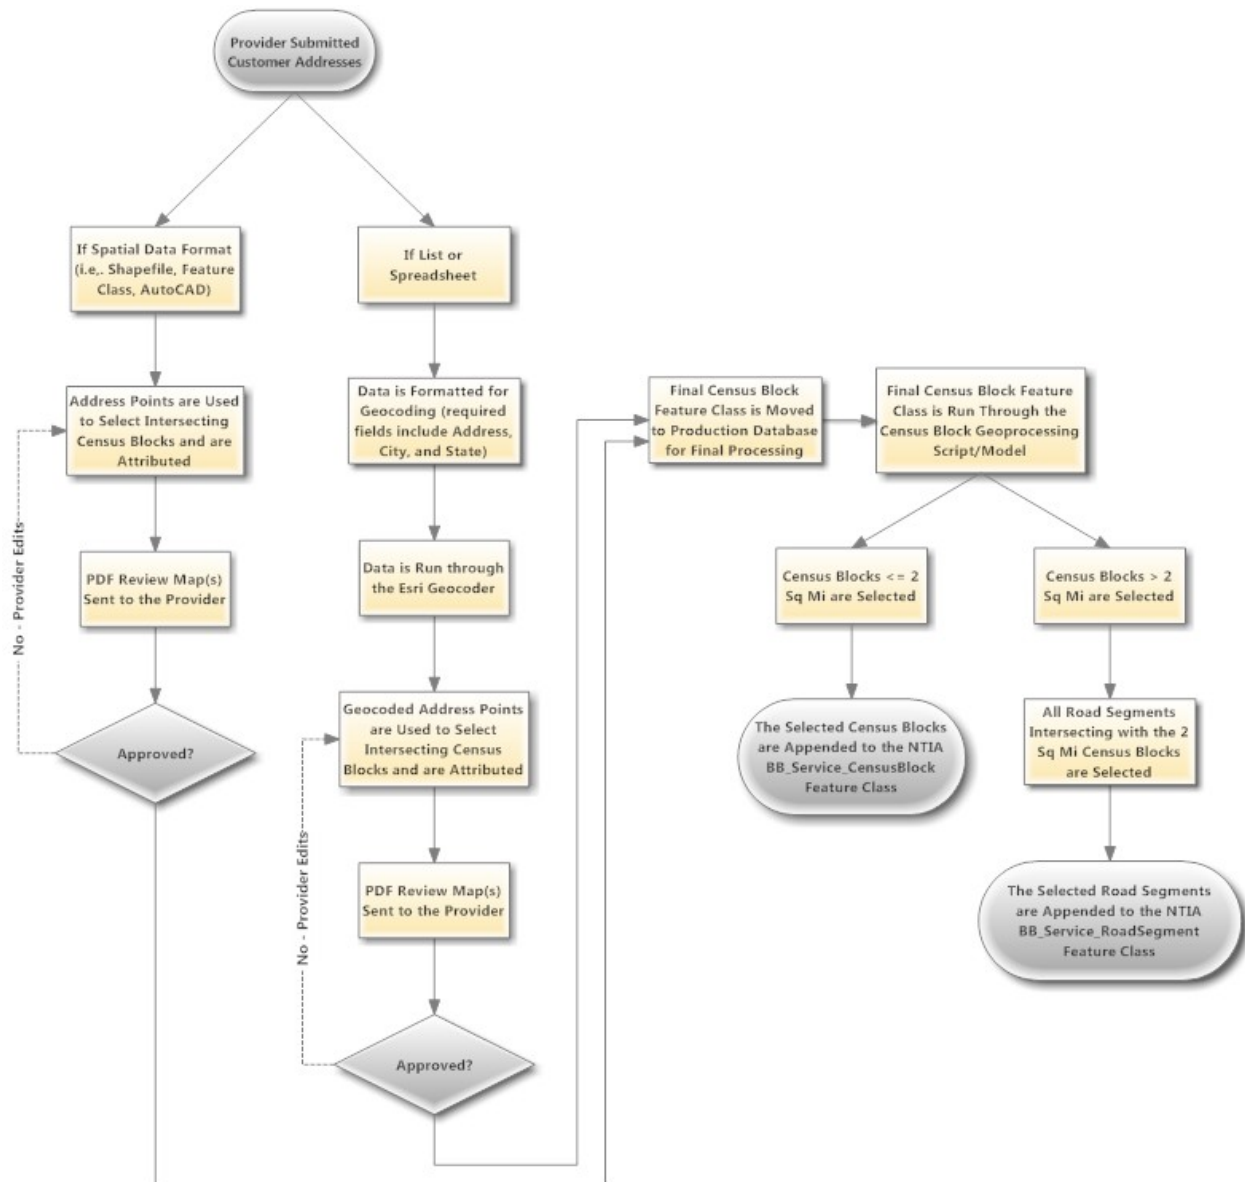 Provider Submitted
Customer Addresses
If Spatial Data Format
(i.e,. Shapefile, Feature
Class, AutoCAD)
If List or
Spreadsheet
Address Points are Used
to Select Intersecting
Census Blocks and are
Attributed
Data is Formatted for
Geocoding (required
fields include Address,
City, and State)
Final Census Block
Feature Class is Moved
to Production Database
for Final Processing
Final Census Block Feature
Class is Run Through the
Census Block Geoprocessing
Script/Model
No - Provider Edits
PDF Review Map(s)
Sent to the Provider
Data is Run through
the Esri Geocoder
Census Blocks <= 2
Sq Mi are Selected
Census Blocks > 2
Sq Mi are Selected
Approved?
Geocoded Address Points
are Used to Select
Intersecting Census
Blocks and are Attributed
The Selected Census Blocks
are Appended to the NTIA
BB_Service_CensusBlock
Feature Class
All Road Segments
Intersecting with the 2
Sq Mi Census Blocks
are Selected
No - Provider Edits
PDF Review Map(s)
Sent to the Provider
The Selected Road Segments
are Appended to the NTIA
BB_Service_RoadSegment
Feature Class
Approved?